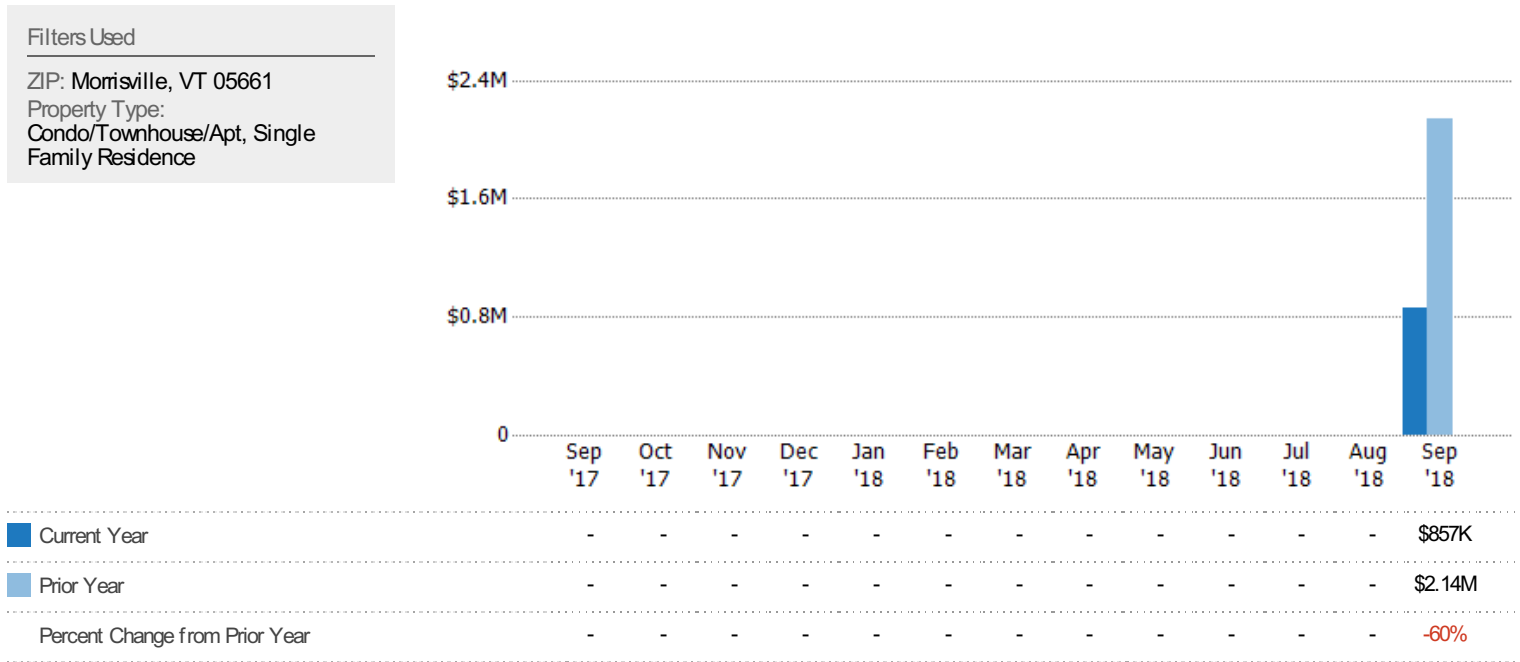 Filters Used
ZIP: Morrisville, VT 05661
Property Type:
Condo/Townhouse/Apt, Single
Family Residence
$2.4M
$1.6M
$0.8M
0
Sep Oct Nov Dec Jan Feb Mar Apr May Jun Jul Aug Sep
'17 '17 '17 '17 '18 '18 '18 '18 '18 '18 '18 '18 '18
Current Year - - - - - - - - - - - - $857K
Prior Year - - - - - - - - - - - - $2.14M
Percent Change from Prior Year - - - - - - - - - - - - -60%